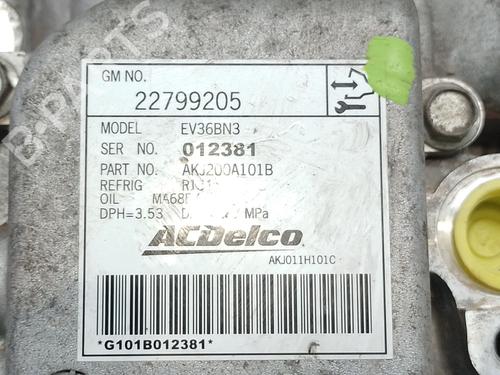 GM NO.
22799205
MODEL EV36BN3
SER NO. 012381
PART NO. AKJ200A101B
REFRIG
OIL
DPH=3.53 MPa
ACDelco
AKJ011H101C
*G101B012381*
B-PARTS